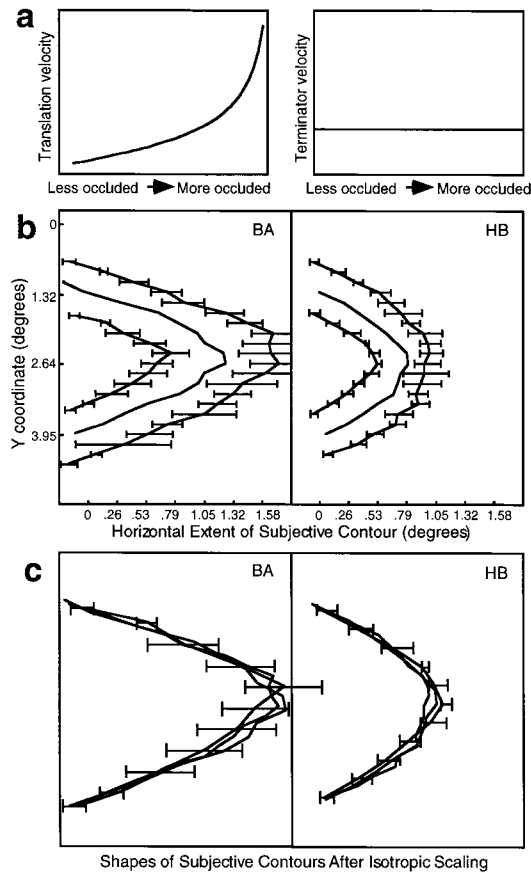 a
Translation velocity
Terminator velocity
Less occluded More occluded
Less occluded More occluded
b
BA
HB
Y coordinate (degrees)
0
1.32
2.64
3.95
0 .26 .53 .79 1.05 1.32 1.58
0 .26 .53 .79 1.05 1.32 1.58
Horizontal Extent of Subjective Contour (degrees)
c
BA
HB
Shapes of Subjective Contours After Isotropic Scaling